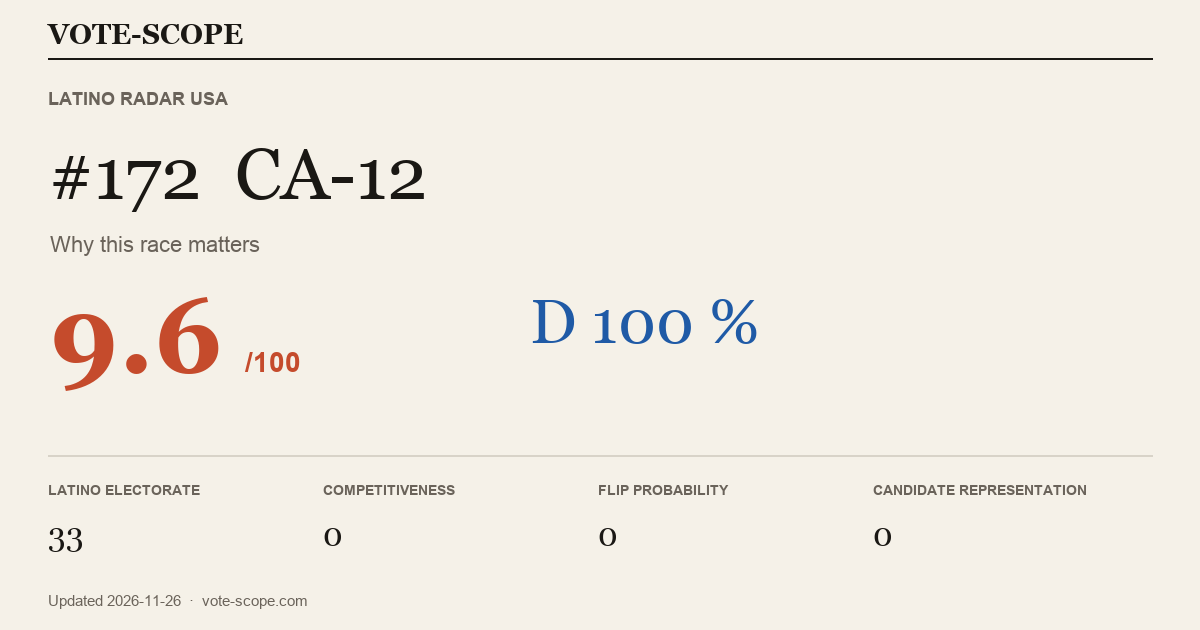 VOTE-SCOPE
LATINO RADAR USA
#172 CA-12
Why this race matters
9.6 /100
D 100 %
LATINO ELECTORATE COMPETITIVENESS FLIP PROBABILITY CANDIDATE REPRESENTATION
33 0 0 0
Updated 2026-11-26 · vote-scope.com